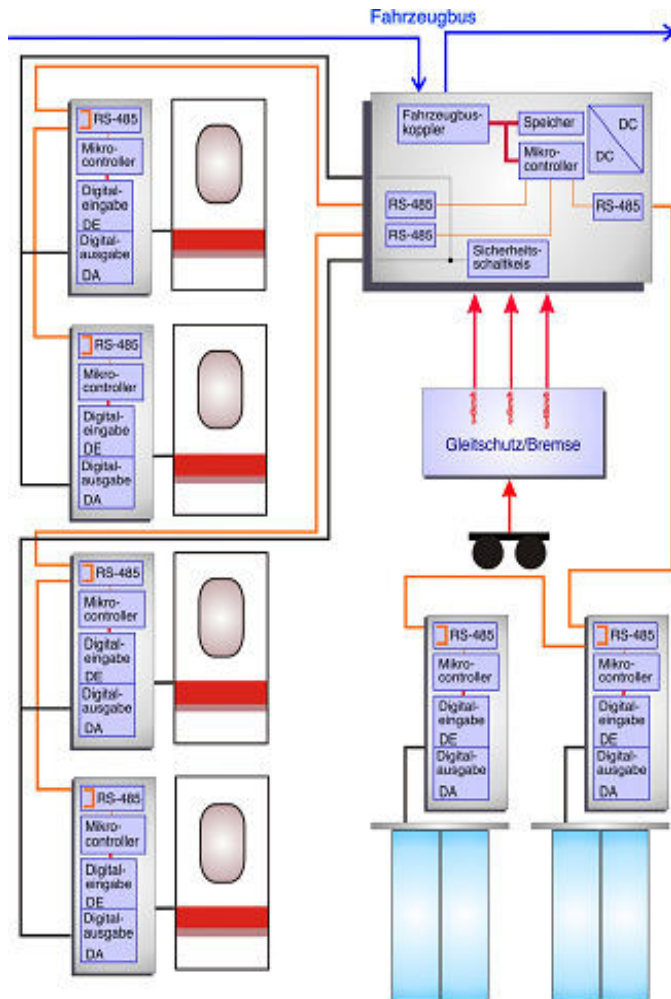 Fahrzeugbus
Fahrzeugbus-
koppler
Speicher
Mikro-
controller
DC
DC
RS-485
RS-485
RS-485
Sicherheits-
schaltkeis
Gleitschutz/Bremse
RS-485
Mikro-
controller
Digital-
eingabe
DE
Digital-
ausgabe
DA
RS-485
Mikro-
controller
Digital-
eingabe
DE
Digital-
ausgabe
DA
RS-485
Mikro-
controller
Digital-
eingabe
DE
Digital-
ausgabe
DA
RS-485
Mikro-
controller
Digital-
eingabe
DE
Digital-
ausgabe
DA
RS-485
Mikro-
controller
Digital-
eingabe
DE
Digital-
ausgabe
DA
RS-485
Mikro-
controller
Digital-
eingabe
DE
Digital-
ausgabe
DA